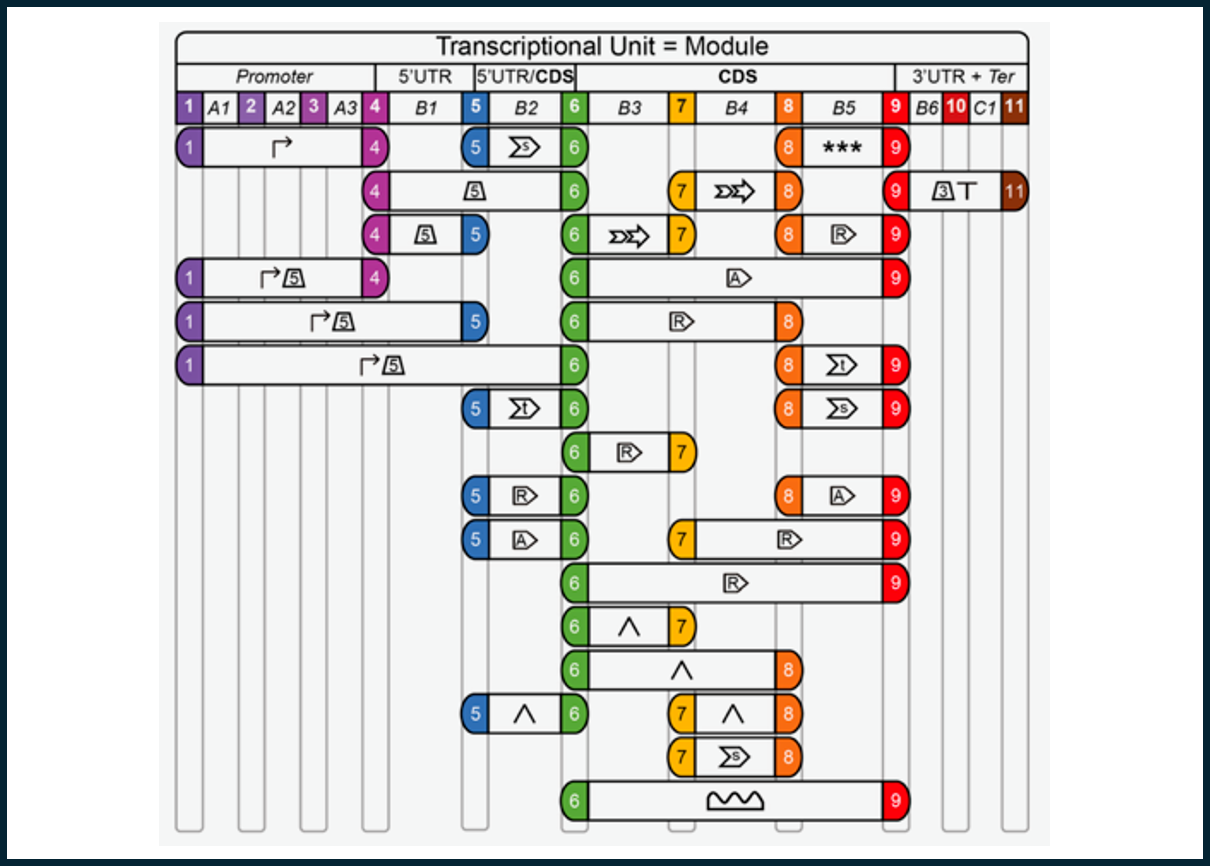 Transcriptional Unit = Module
Promoter 5'UTR 5'UTR/CDS CDS 3'UTR + Ter
1 A1 2 A2 3 A3 4 B1 5 B2 6 B3 7 B4 8 B5 9 B6 10 C1 11
1 4 5 s 6 8 *** 9
4 5 6 7 8 9 3 11
4 5 5 6 7 8 R 9
1 5 4 6 A 9
1 5 5 6 R 8
1 5 6 8 t 9
5 t 6 8 s 9
6 R 7
5 R 6 8 A 9
5 A 6 7 R 9
6 R 9
6 7
6 8
5 6 7 8
7 s 8
6 9